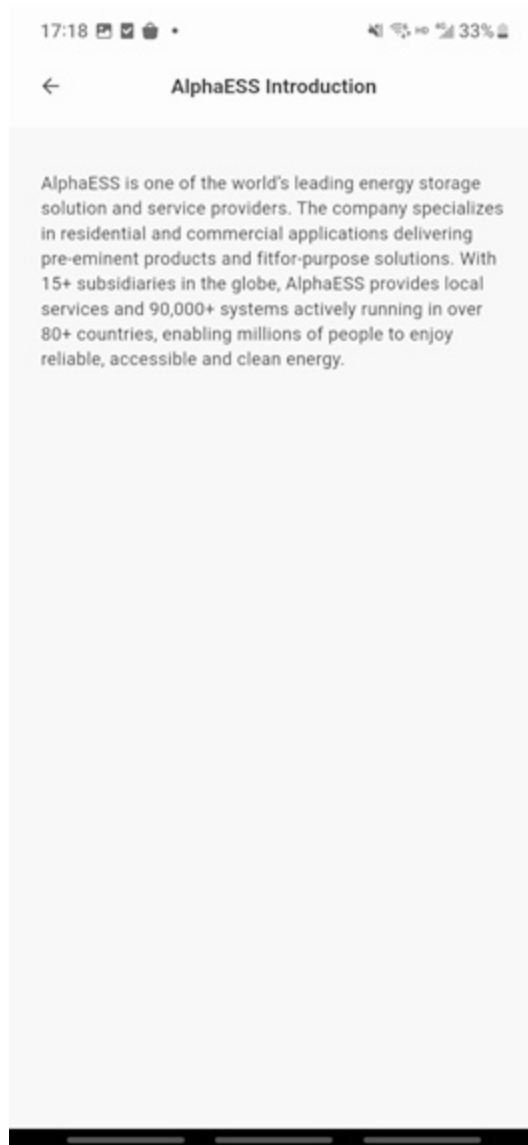 17:18
33%
AlphaESS Introduction
AlphaESS is one of the world's leading energy storage
solution and service providers. The company specializes
in residential and commercial applications delivering
pre-eminent products and fitfor-purpose solutions. With
15+ subsidiaries in the globe, AlphaESS provides local
services and 90,000+ systems actively running in over
80+ countries, enabling millions of people to enjoy
reliable, accessible and clean energy.